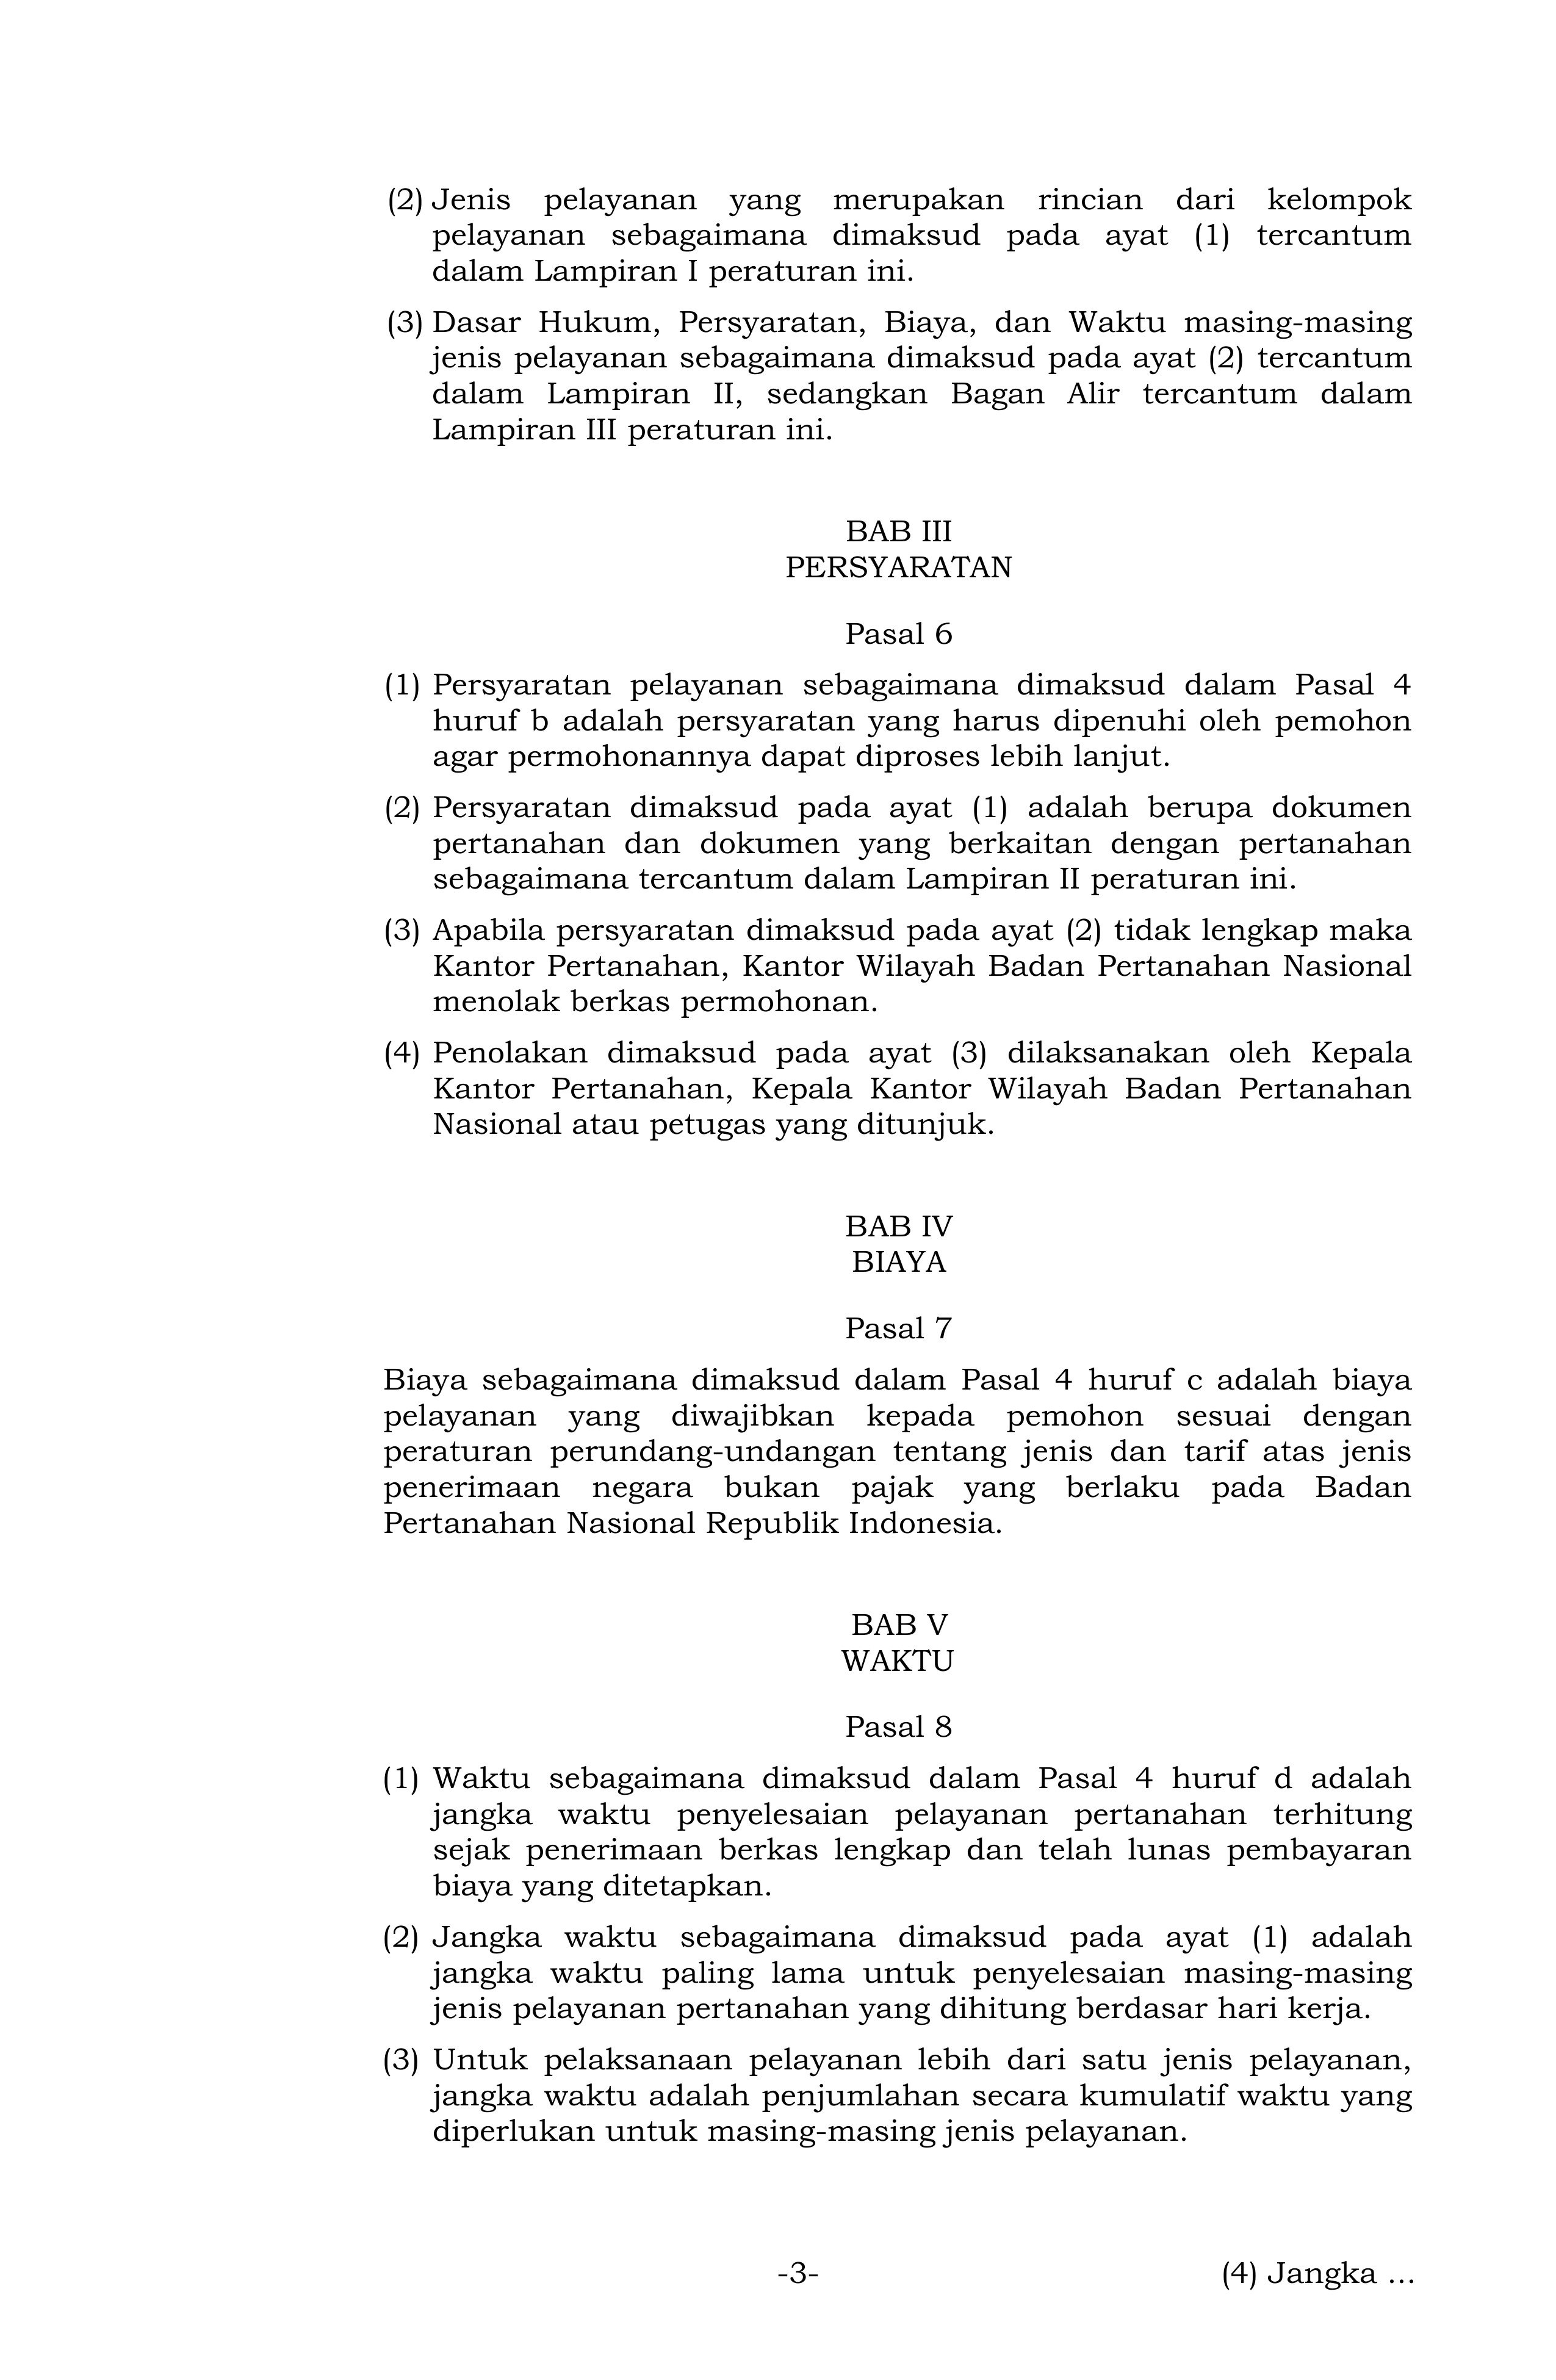 (2) Jenis pelayanan yang merupakan rincian dari kelompok
pelayanan sebagaimana dimaksud pada ayat (1) tercantum
dalam Lampiran I peraturan ini.
(3) Dasar Hukum, Persyaratan, Biaya, dan Waktu masing-masing
jenis pelayanan sebagaimana dimaksud pada ayat (2) tercantum
dalam Lampiran II, sedangkan Bagan Alir tercantum dalam
Lampiran III peraturan ini.
BAB III
PERSYARATAN
Pasal 6
(1) Persyaratan pelayanan sebagaimana dimaksud dalam Pasal 4
huruf b adalah persyaratan yang harus dipenuhi oleh pemohon
agar permohonannya dapat diproses lebih lanjut.
(2) Persyaratan dimaksud pada ayat (1) adalah berupa dokumen
pertanahan dan dokumen yang berkaitan dengan pertanahan
sebagaimana tercantum dalam Lampiran II peraturan ini.
(3) Apabila persyaratan dimaksud pada ayat (2) tidak lengkap maka
Kantor Pertanahan, Kantor Wilayah Badan Pertanahan Nasional
menolak berkas permohonan.
(4) Penolakan dimaksud pada ayat (3) dilaksanakan oleh Kepala
Kantor Pertanahan, Kepala Kantor Wilayah Badan Pertanahan
Nasional atau petugas yang ditunjuk.
BAB IV
BIAYA
Pasal 7
Biaya sebagaimana dimaksud dalam Pasal 4 huruf c adalah biaya
pelayanan yang diwajibkan kepada pemohon sesuai dengan
peraturan perundang-undangan tentang jenis dan tarif atas jenis
penerimaan negara bukan pajak yang berlaku pada Badan
Pertanahan Nasional Republik Indonesia.
BAB V
WAKTU
Pasal 8
(1) Waktu sebagaimana dimaksud dalam Pasal 4 huruf d adalah
jangka waktu penyelesaian pelayanan pertanahan terhitung
sejak penerimaan berkas lengkap dan telah lunas pembayaran
biaya yang ditetapkan.
(2) Jangka waktu sebagaimana dimaksud pada ayat (1) adalah
jangka waktu paling lama untuk penyelesaian masing-masing
jenis pelayanan pertanahan yang dihitung berdasar hari kerja.
(3) Untuk pelaksanaan pelayanan lebih dari satu jenis pelayanan,
jangka waktu adalah penjumlahan secara kumulatif waktu yang
diperlukan untuk masing-masing jenis pelayanan.
-3- (4) Jangka ...